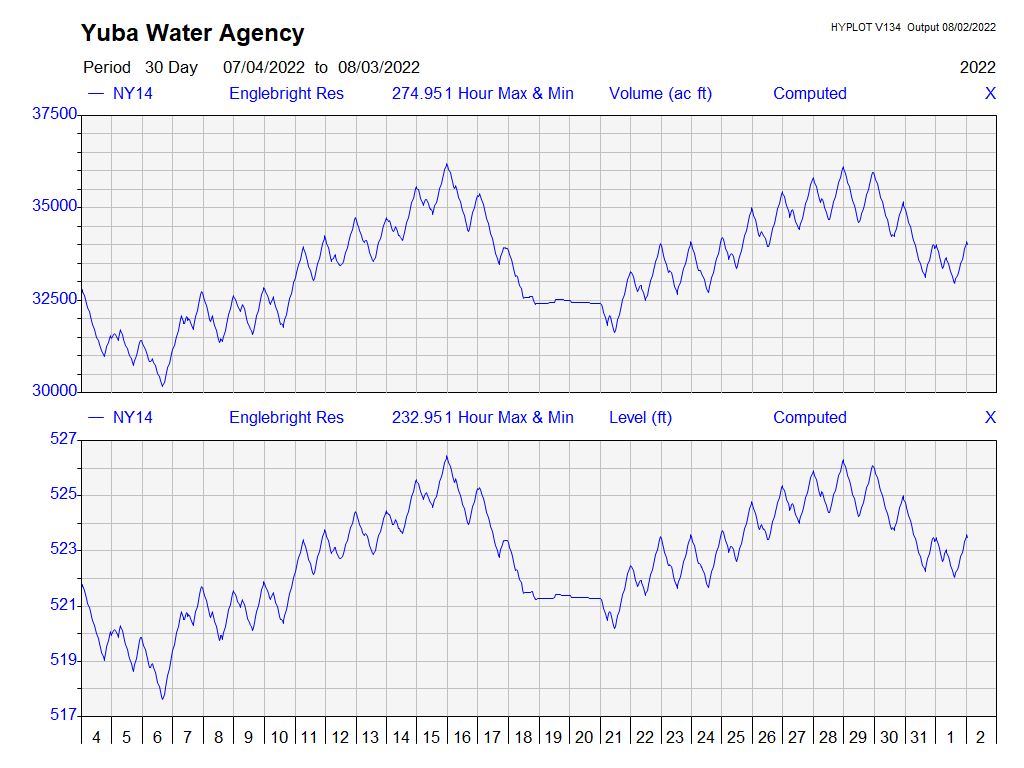 Yuba Water Agency
HYPLOT V134 Output 08/02/2022
Period 30 Day 07/04/2022 to 08/03/2022
2022
NY14 Englebright Res 274.951 Hour Max & Min Volume (ac ft) Computed X
37500
35000
32500
30000
NY14 Englebright Res 232.951 Hour Max & Min Level (ft) Computed X
527
525
523
521
519
517
4 5 6 7 8 9 10 11 12 13 14 15 16 17 18 19 20 21 22 23 24 25 26 27 28 29 30 31 1 2